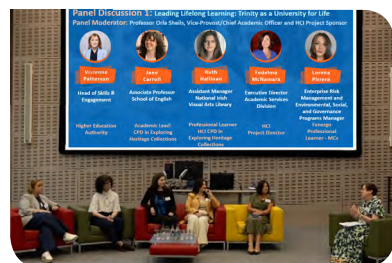 Panel Discussion 1: Leading Lifelong Learning: Trinity as a University for Life
Panel Moderator: Professor Orla Sheils, Vice-Provost/Chief Academic Officer and HCI Project Sponsor
Vivienne
Patterson
Head of Skills &
Engagement
Higher Education
Authority
Jane
Carroll
Associate Professor
School of English
Academic Lead:
CPD in Exploring
Heritage Collections
Ruth
Hallinan
Assistant Manager
National Irish
Visual Arts Library
Professional Learner
HCI CPD in
Exploring Heritage
Collections
Fedelma
McNamara
Executive Director
Academic Services
Division
HCI
Project Director
Lorena
Enterprise Risk
Management and
Environmental, Social,
and Governance
Programs Manager
Professional
Learner - MCs